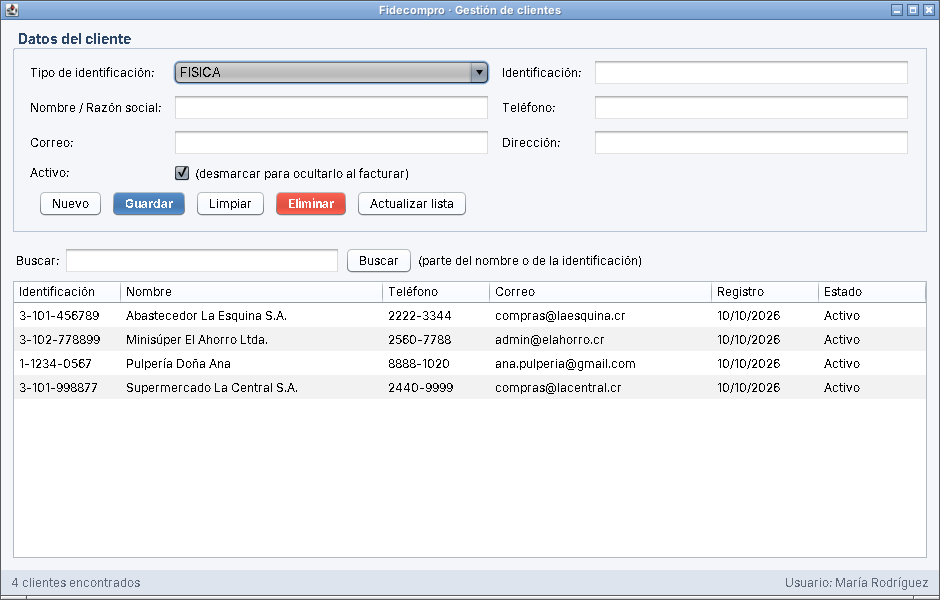 Fidecompro · Gestión de clientes
Datos del cliente
Tipo de identificación: FISICA Identificación:
Nombre / Razón social: Teléfono:
Correo: Dirección:
Activo: (desmarcar para ocultarlo al facturar)
Nuevo Guardar Limpiar Eliminar Actualizar lista
Buscar: Buscar (parte del nombre o de la identificación)
Identificación Nombre Teléfono Correo Registro Estado
3-101-456789 Abastecedor La Esquina S.A. 2222-3344 compras@laesquina.cr 10/10/2026 Activo
3-102-778899 Minisúper El Ahorro Ltda. 2560-7788 admin@elahorro.cr 10/10/2026 Activo
1-1234-0567 Pulpería Doña Ana 8888-1020 ana.pulperia@gmail.com 10/10/2026 Activo
3-101-998877 Supermercado La Central S.A. 2440-9999 compras@lacentral.cr 10/10/2026 Activo
4 clientes encontrados Usuario: María Rodríguez